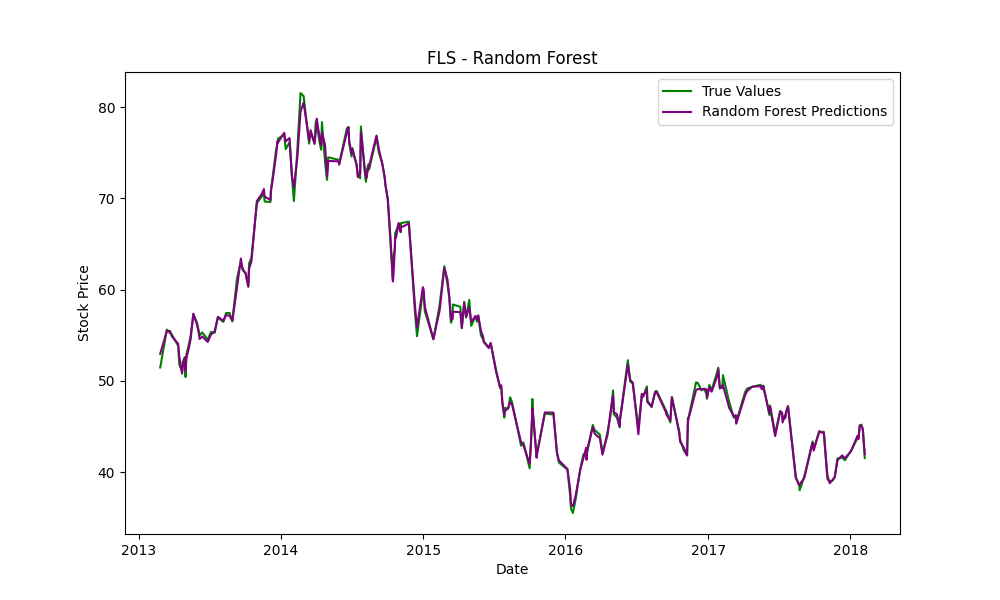 FLS - Random Forest
True Values
Random Forest Predictions
Stock Price
80
70
60
50
40
2013 2014 2015 2016 2017 2018
Date